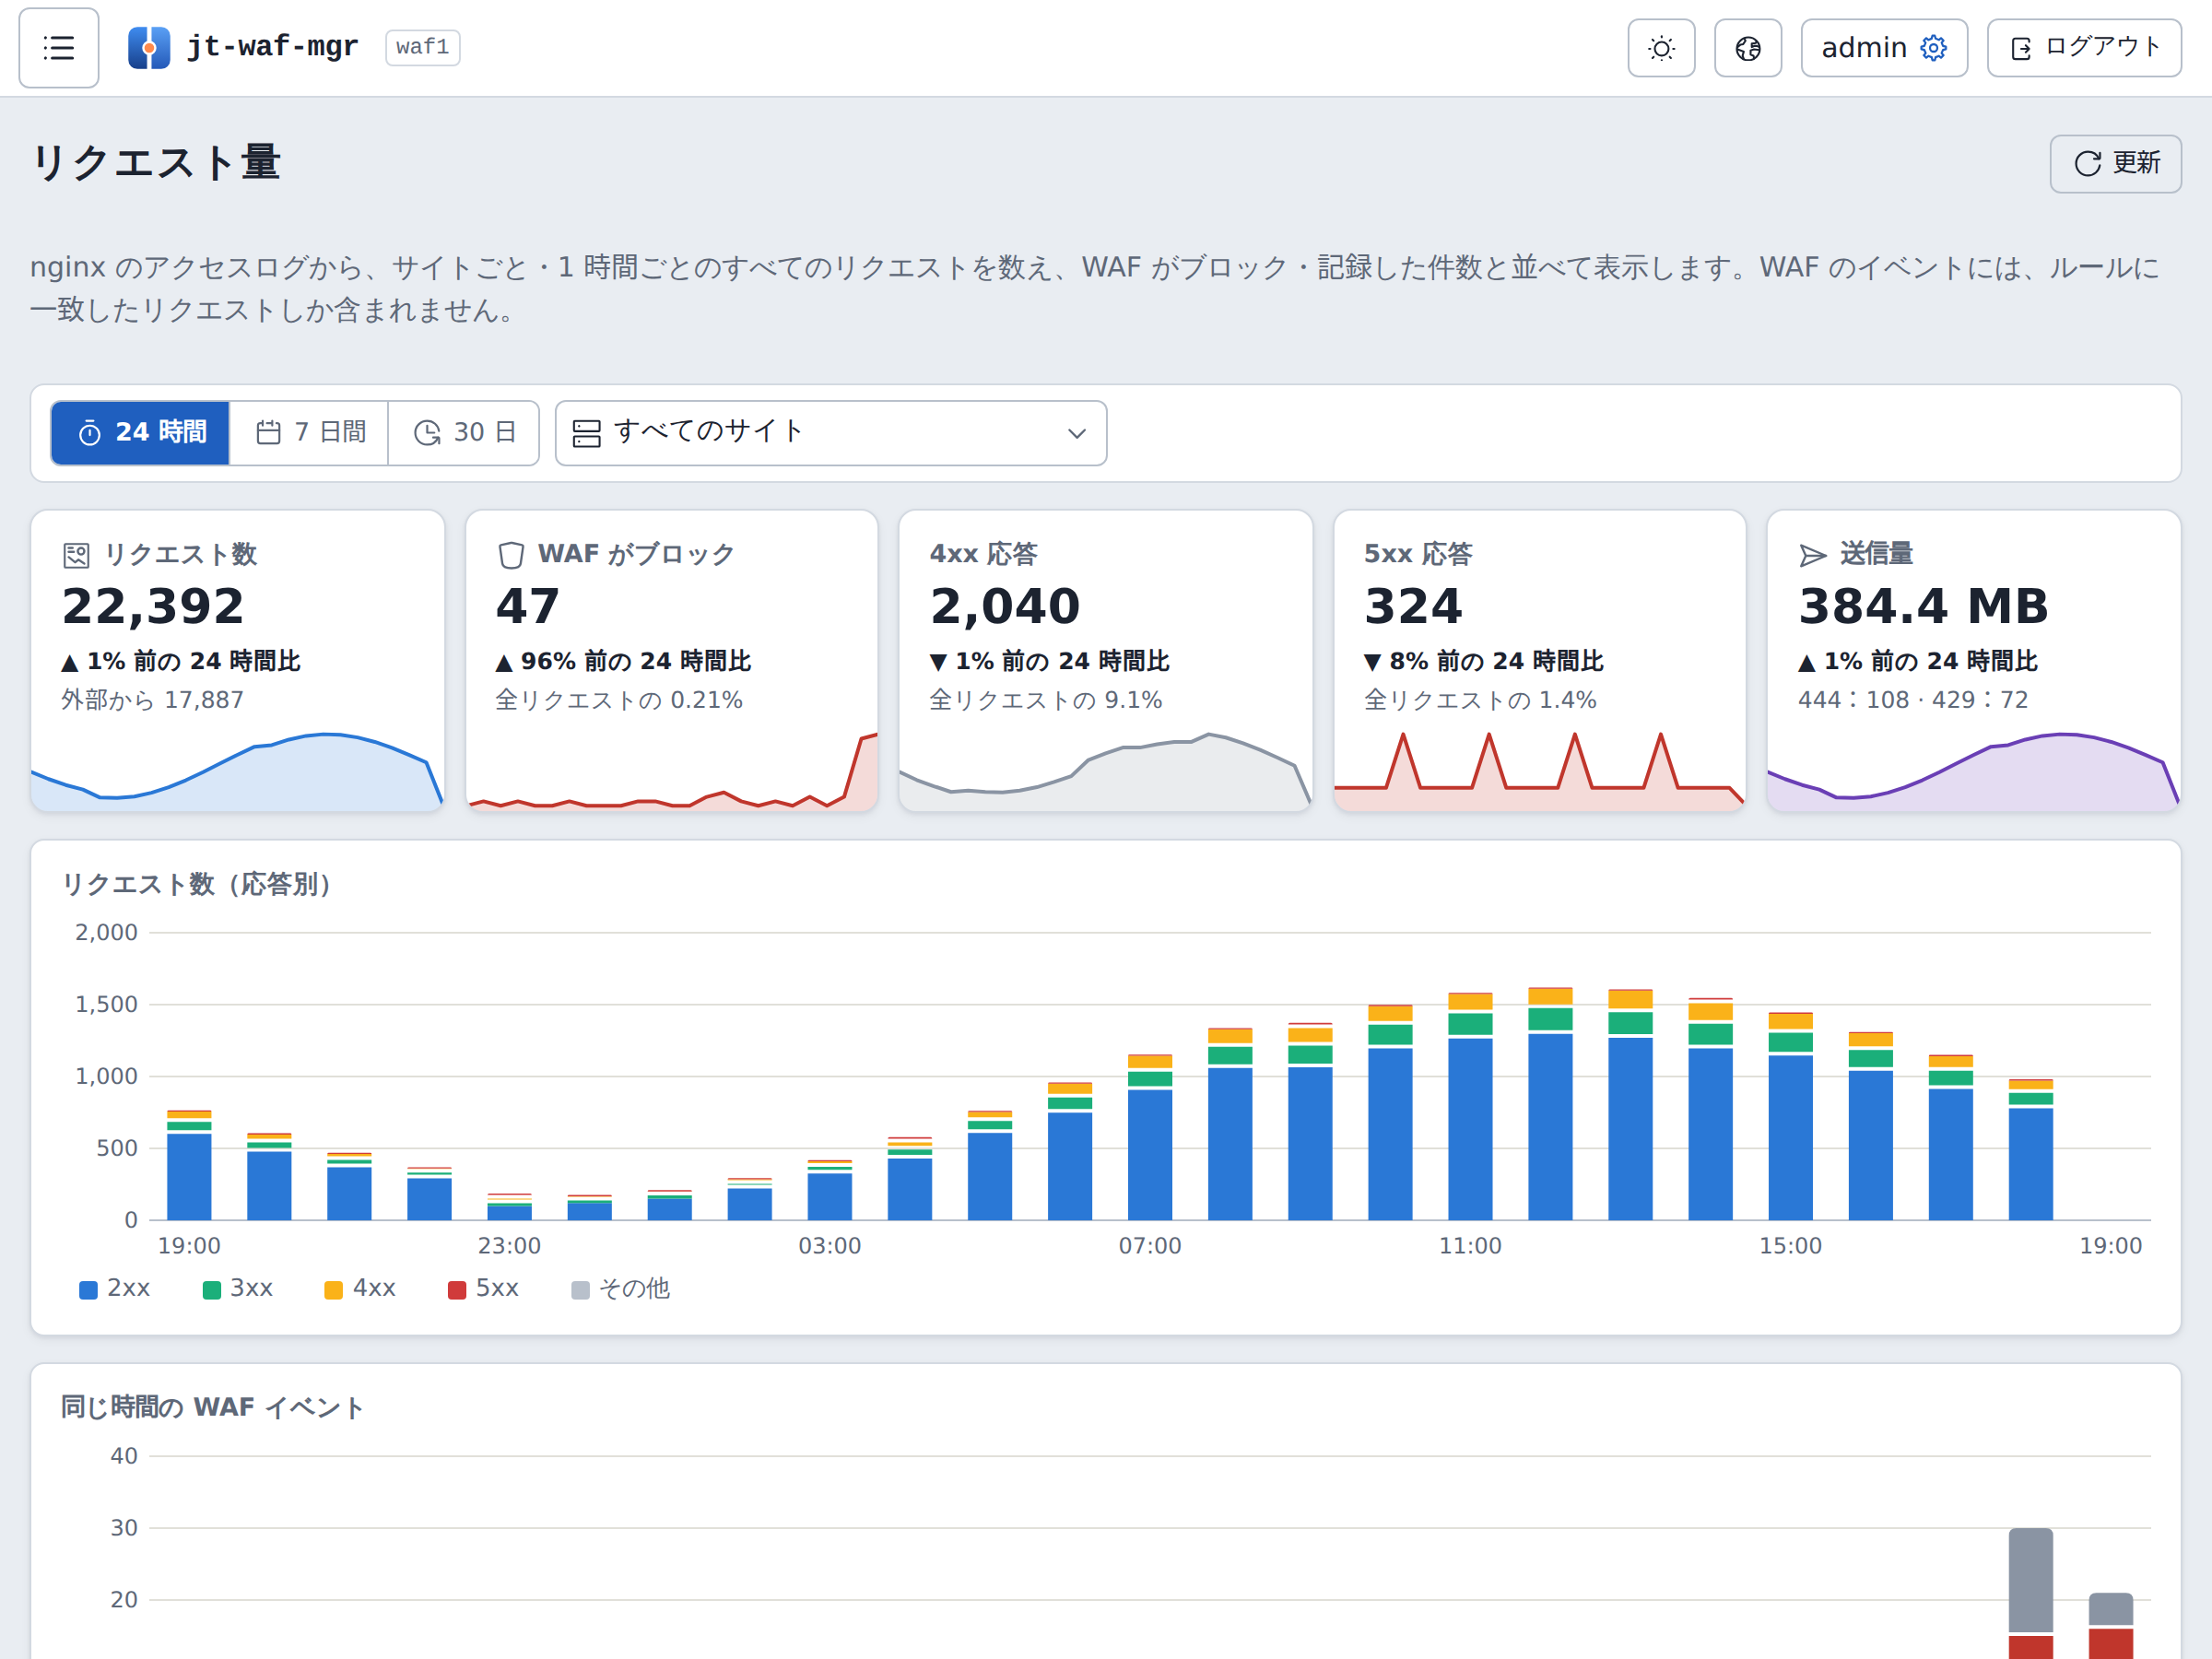 jt-waf-mgr waf1 admin ログアウト
リクエスト量 更新
nginx のアクセスログから、サイトごと・1 時間ごとのすべてのリクエストを数え、WAF がブロック・記録した件数と並べて表示します。WAF のイベントには、ルールに
一致したリクエストしか含まれません。
24 時間 7 日間 30 日 すべてのサイト
リクエスト数
22,392
▲ 1% 前の 24 時間比
外部から 17,887
WAF がブロック
47
▲ 96% 前の 24 時間比
全リクエストの 0.21%
4xx 応答
2,040
▼ 1% 前の 24 時間比
全リクエストの 9.1%
5xx 応答
324
▼ 8% 前の 24 時間比
全リクエストの 1.4%
送信量
384.4 MB
▲ 1% 前の 24 時間比
444：108 · 429：72
リクエスト数（応答別）
2,000
1,500
1,000
500
0
19:00 23:00 03:00 07:00 11:00 15:00 19:00
2xx 3xx 4xx 5xx その他
同じ時間の WAF イベント
40
30
20